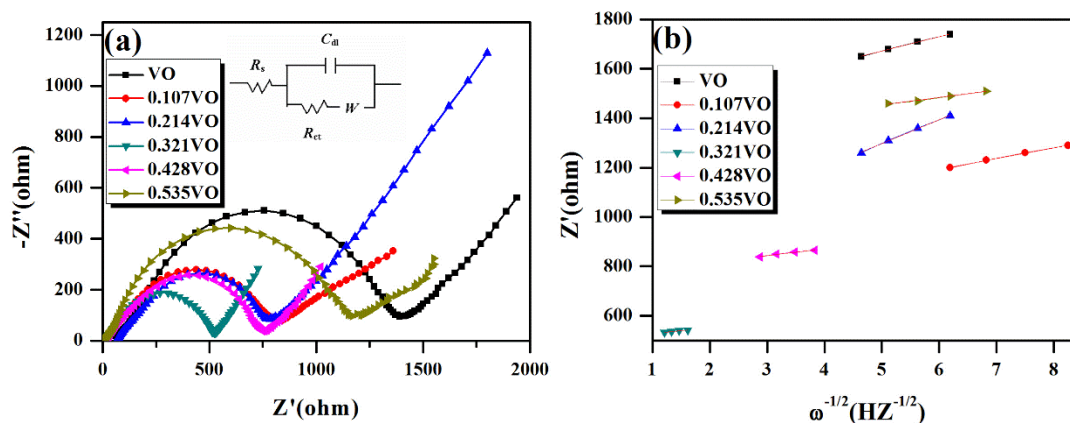 (a)
VO
0.107VO
0.214VO
0.321VO
0.428VO
0.535VO
Cdl
Rs
W
Rct
-Z''(ohm)
1200
1000
800
600
400
200
0
0 500 1000 1500 2000
Z'(ohm)
(b)
VO
0.107VO
0.214VO
0.321VO
0.428VO
0.535VO
Z'(ohm)
1800
1600
1400
1200
1000
800
600
1 2 3 4 5 6 7 8
ω-1/2(HZ-1/2)